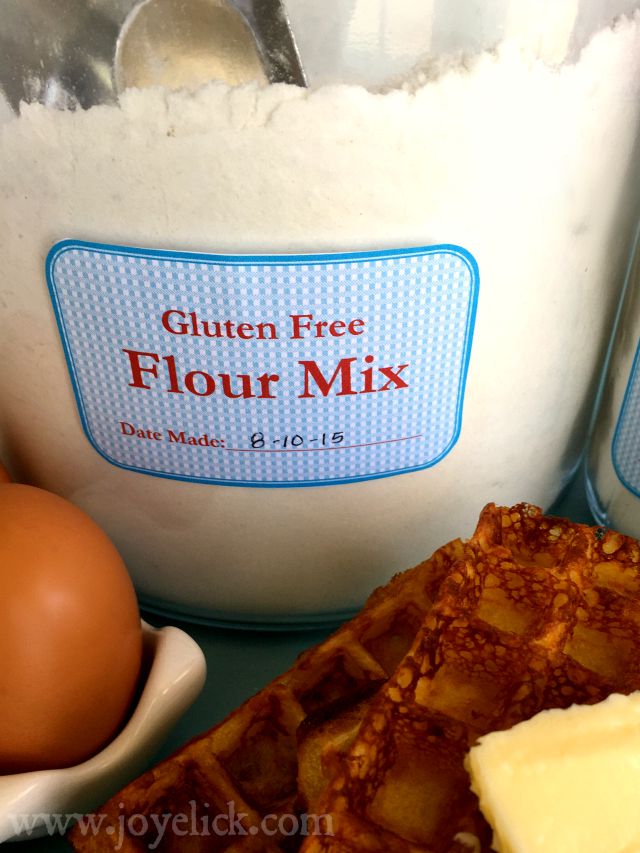 Gluten Free
Flour Mix
Date Made: 8-10-15
www.joyelick.com